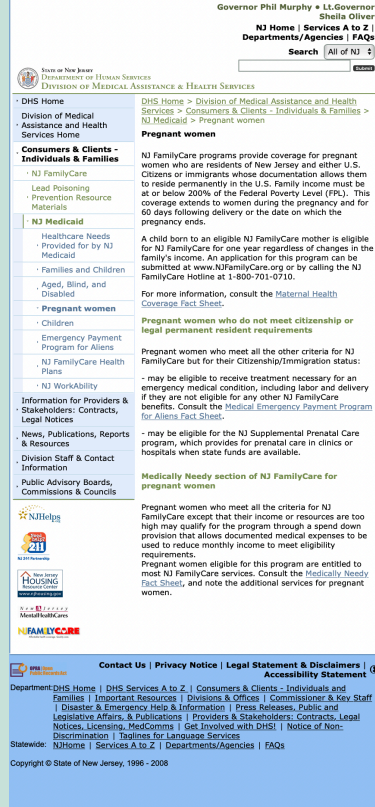 Governor Phil Murphy • Lt.Governor
Sheila Oliver
NJ Home | Services A to Z |
Departments/Agencies | FAQs
Search All of NJ
Submit
STATE OF NEW JERSEY
DEPARTMENT OF HUMAN SERVICES
DIVISION OF MEDICAL ASSISTANCE & HEALTH SERVICES
DHS Home
Division of Medical
Assistance and Health
Services Home
Consumers & Clients -
Individuals & Families
NJ FamilyCare
Lead Poisoning
Prevention Resource
Materials
NJ Medicaid
Healthcare Needs
Provided for by NJ
Medicaid
Families and Children
Aged, Blind, and
Disabled
Pregnant women
Children
Emergency Payment
Program for Aliens
NJ FamilyCare Health
Plans
NJ WorkAbility
Information for Providers &
Stakeholders: Contracts,
Legal Notices
News, Publications, Reports
& Resources
Division Staff & Contact
Information
Public Advisory Boards,
Commissions & Councils
NJHelps
211
NJ 211 Partnership
New Jersey
HOUSING
Resource Center
www.njhousing.gov
New Jersey
MentalHealthCares
NJFAMILYCARE
DHS Home > Division of Medical Assistance and Health
Services > Consumers & Clients - Individuals & Families >
NJ Medicaid > Pregnant women
Pregnant women
NJ FamilyCare programs provide coverage for pregnant
women who are residents of New Jersey and either U.S.
Citizens or immigrants whose documentation allows them
to reside permanently in the U.S. Family income must be
at or below 200% of the Federal Poverty Level (FPL). This
coverage extends to women during the pregnancy and for
60 days following delivery or the date on which the
pregnancy ends.
A child born to an eligible NJ FamilyCare mother is eligible
for NJ FamilyCare for one year regardless of changes in the
family's income. An application for this program can be
submitted at www.NJFamilyCare.org or by calling the NJ
FamilyCare Hotline at 1-800-701-0710.
For more information, consult the Maternal Health
Coverage Fact Sheet.
Pregnant women who do not meet citizenship or
legal permanent resident requirements
Pregnant women who meet all the other criteria for NJ
FamilyCare but for their Citizenship/Immigration status:
- may be eligible to receive treatment necessary for an
emergency medical condition, including labor and delivery
if they are not eligible for any other NJ FamilyCare
benefits. Consult the Medical Emergency Payment Program
for Aliens Fact Sheet.
- may be eligible for the NJ Supplemental Prenatal Care
program, which provides for prenatal care in clinics or
hospitals when state funds are available.
Medically Needy section of NJ FamilyCare for
pregnant women
Pregnant women who meet all the criteria for NJ
FamilyCare except that their income or resources are too
high may qualify for the program through a spend down
provision that allows documented medical expenses to be
used to reduce monthly income to meet eligibility
requirements.
Pregnant women eligible for this program are entitled to
most NJ FamilyCare services. Consult the Medically Needy
Fact Sheet, and note the additional services for pregnant
women.
OPRA
Contact Us | Privacy Notice | Legal Statement & Disclaimers |
Accessibility Statement
Department: DHS Home | DHS Services A to Z | Consumers & Clients - Individuals and
Families | Important Resources | Divisions & Offices | Commissioner & Key Staff
| Disaster & Emergency Help & Information | Press Releases, Public and
Legislative Affairs, & Publications | Providers & Stakeholders: Contracts, Legal
Notices, Licensing, MedComms | Get Involved with DHS! | Notice of Non-
Discrimination | Taglines for Language Services
Statewide: NJHome | Services A to Z | Departments/Agencies | FAQs
Copyright © State of New Jersey, 1996 - 2008